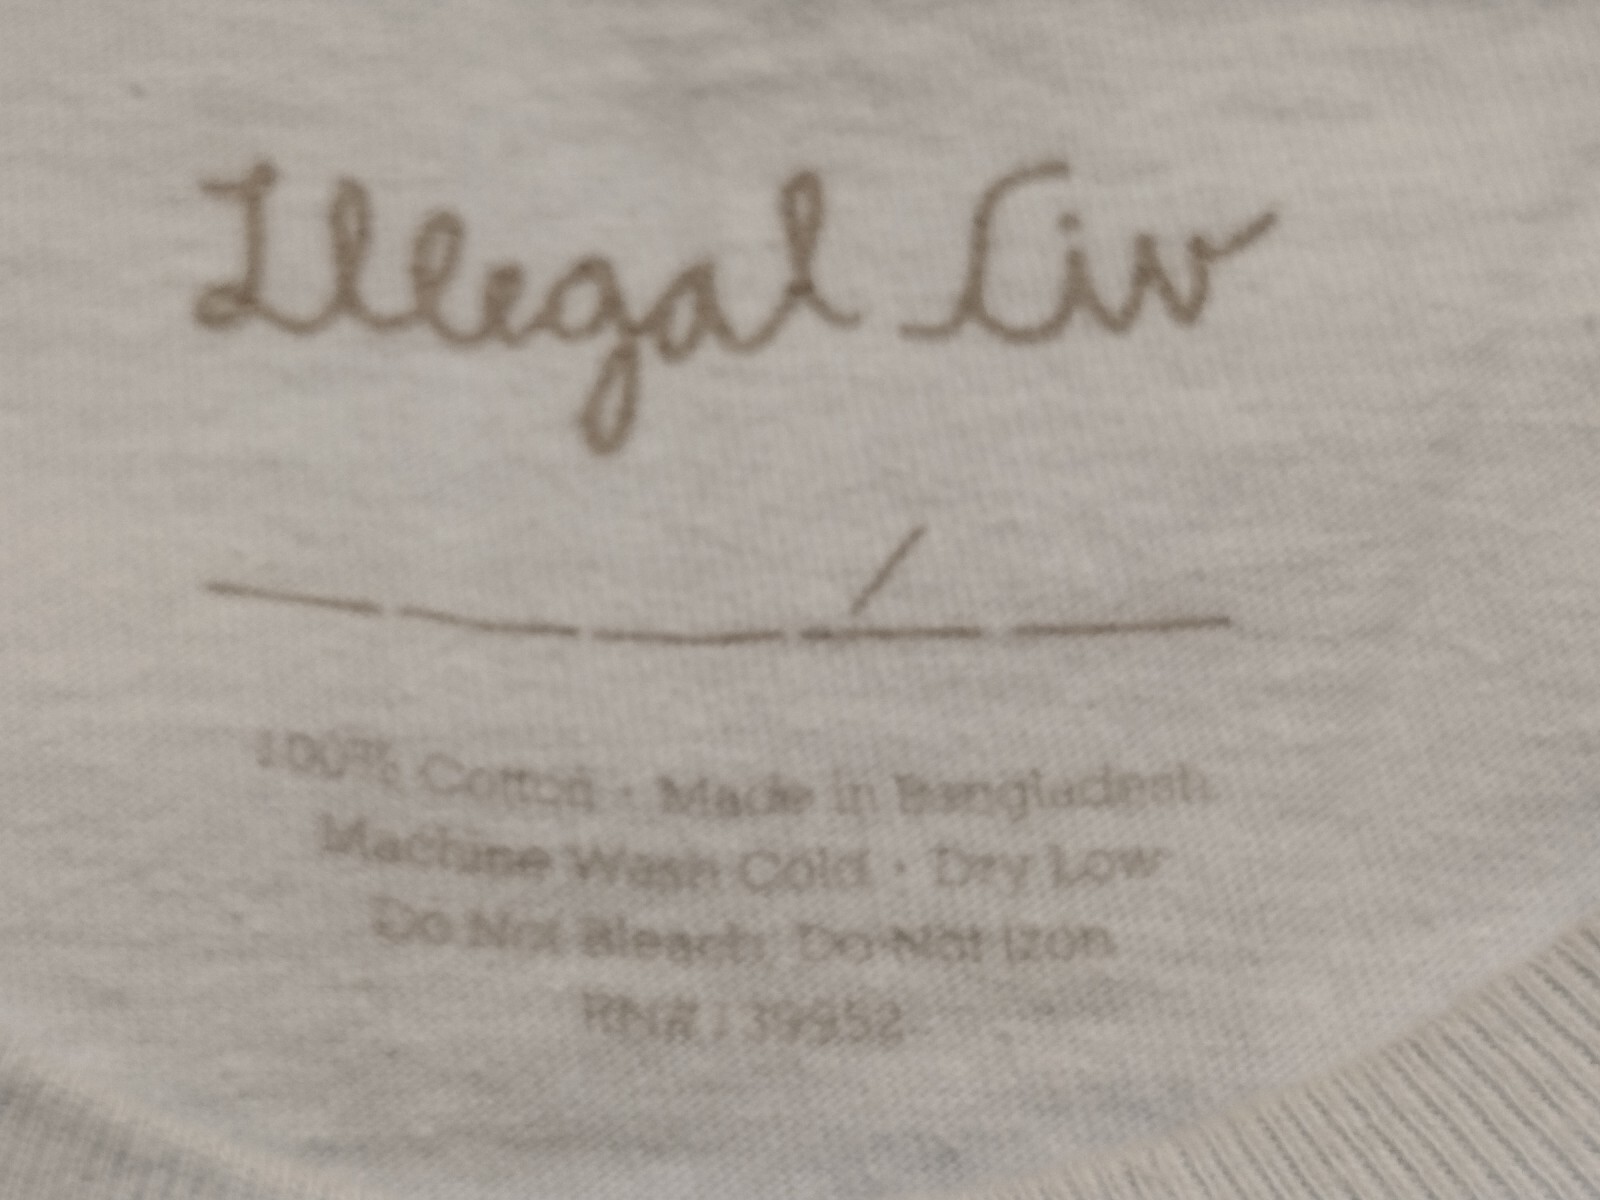 Illegal Civ
100% Cotton · Made in Bangladesh
Machine Wash Cold · Dry Low
Do Not Bleach, Do Not Iron
RN# 139952